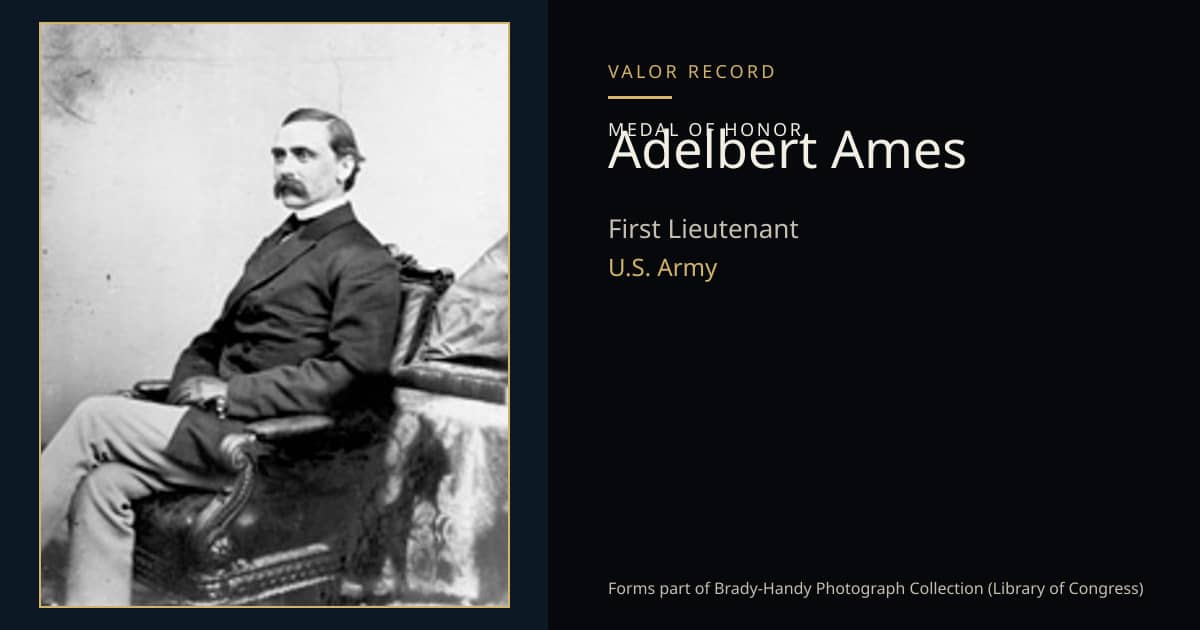 VALOR RECORD
MEDAL OF HONOR
Adelbert Ames
First Lieutenant
U.S. Army
Forms part of Brady-Handy Photograph Collection (Library of Congress)